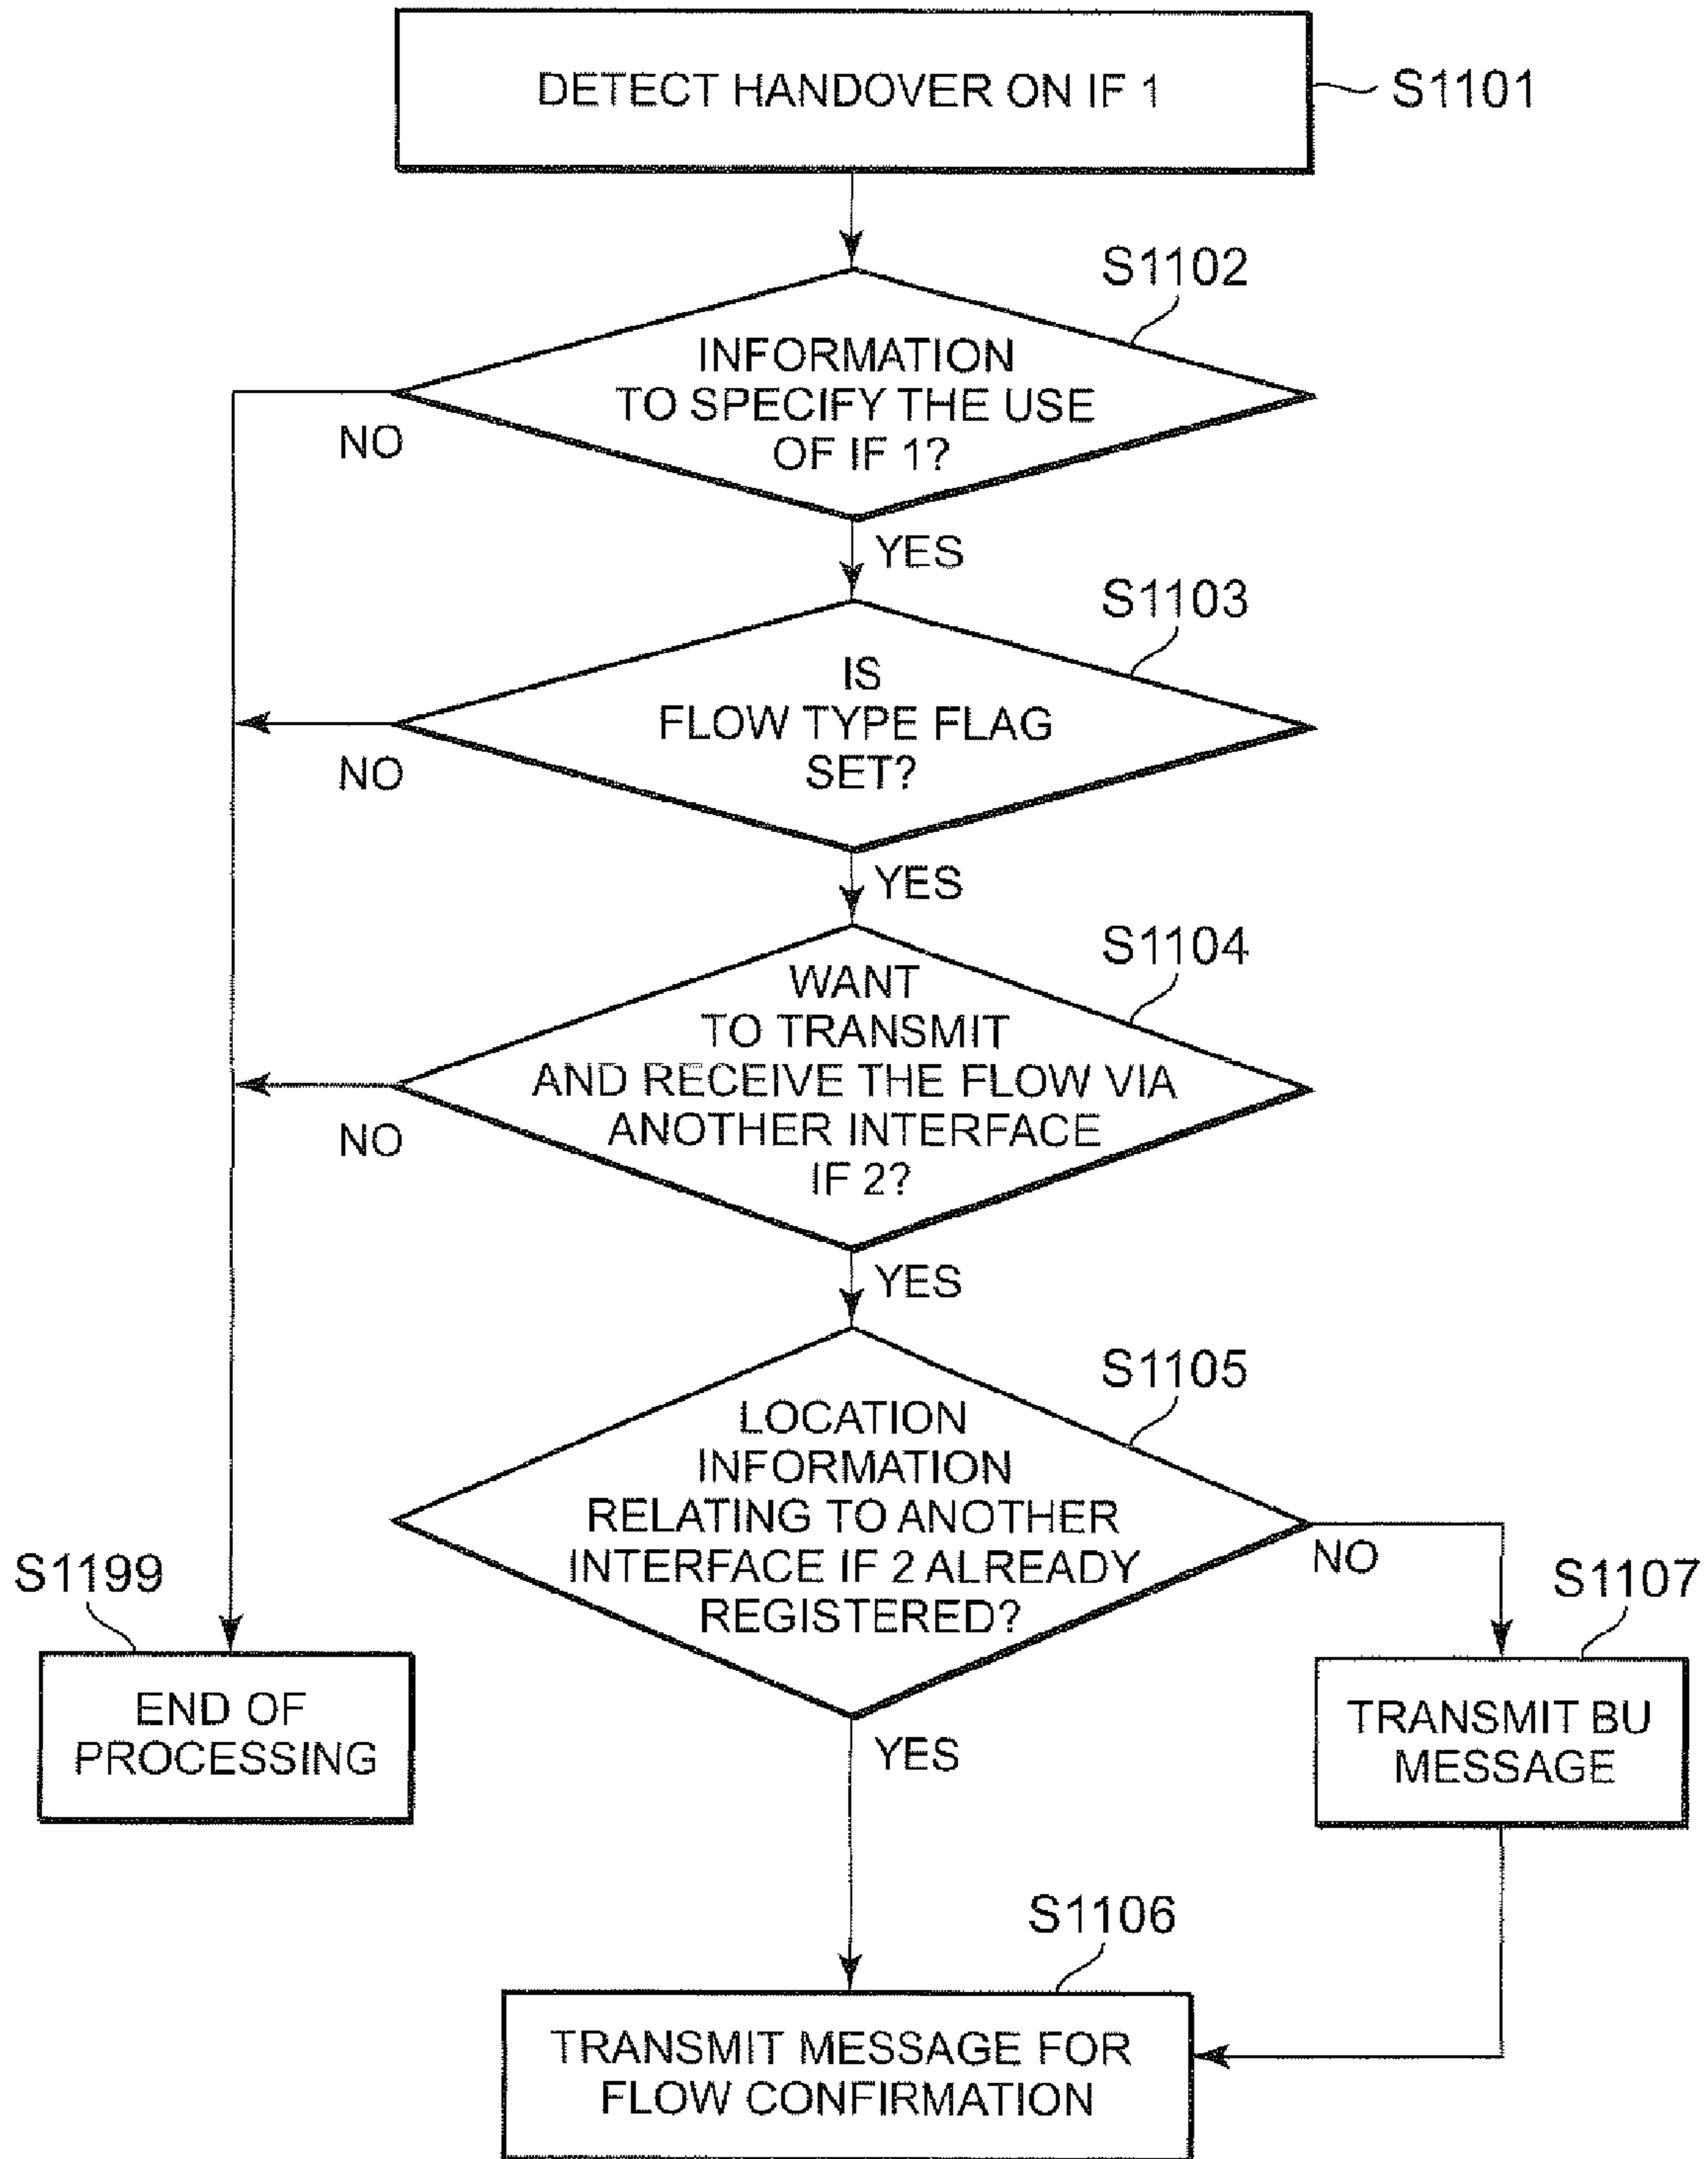 DETECT HANDOVER ON IF 1
S1101
S1102
INFORMATION
TO SPECIFY THE USE
OF IF 1?
NO
YES
S1103
IS
FLOW TYPE FLAG
SET?
NO
YES
S1104
WANT
TO TRANSMIT
AND RECEIVE THE FLOW VIA
ANOTHER INTERFACE
IF 2?
NO
YES
S1105
LOCATION
INFORMATION
RELATING TO ANOTHER
INTERFACE IF 2 ALREADY
REGISTERED?
NO
YES
S1199
END OF
PROCESSING
S1107
TRANSMIT BU
MESSAGE
S1106
TRANSMIT MESSAGE FOR
FLOW CONFIRMATION